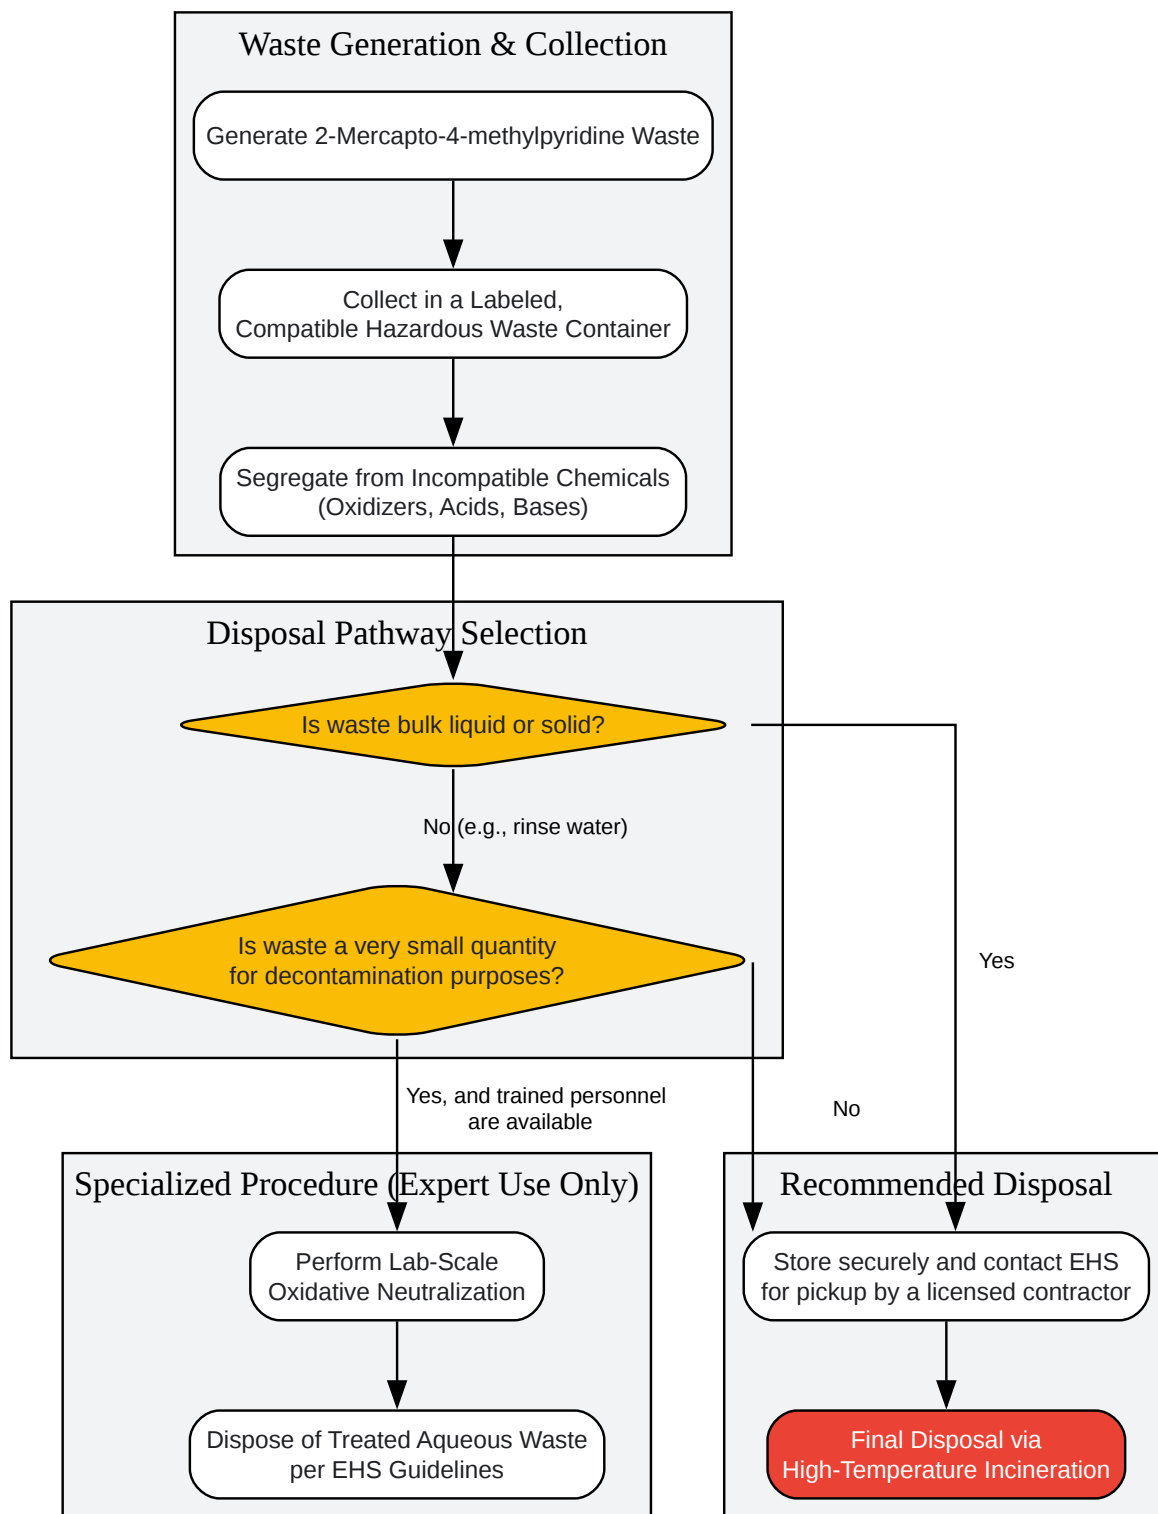 Waste Generation & Collection
Generate 2-Mercapto-4-methylpyridine Waste
Collect in a Labeled,
Compatible Hazardous Waste Container
Segregate from Incompatible Chemicals
(Oxidizers, Acids, Bases)
Disposal Pathway Selection
Is waste bulk liquid or solid?
No (e.g., rinse water)
Is waste a very small quantity
for decontamination purposes?
Yes
Yes, and trained personnel
are available
No
Specialized Procedure (Expert Use Only)
Perform Lab-Scale
Oxidative Neutralization
Dispose of Treated Aqueous Waste
per EHS Guidelines
Recommended Disposal
Store securely and contact EHS
for pickup by a licensed contractor
Final Disposal via
High-Temperature Incineration